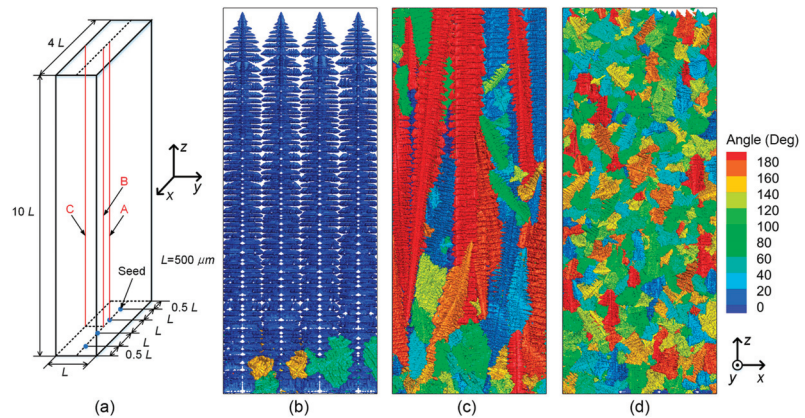 4 L
10 L
z
y
x
B
C
A
L=500 μm
Seed
0.5 L
L
L
L
0.5 L
L
Angle (Deg)
180
160
140
120
100
80
60
40
20
0
z
y
x
(a)
(b)
(c)
(d)